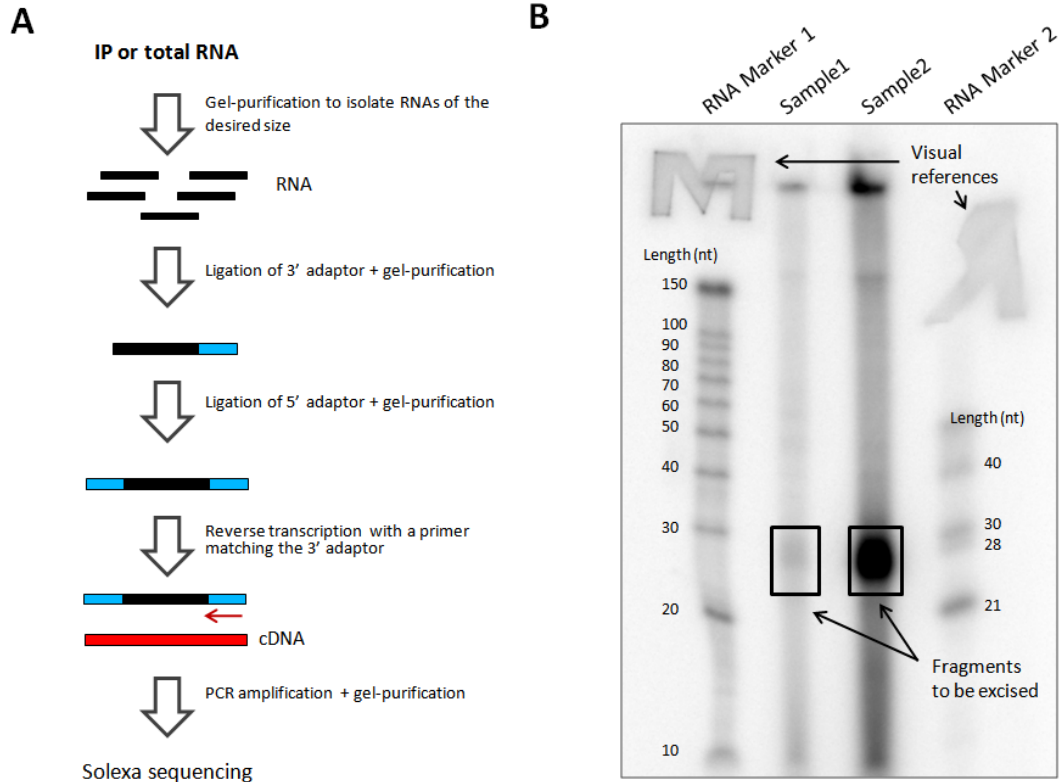 A
IP or total RNA
Gel-purification to isolate RNAs of the
desired size
RNA
Ligation of 3’ adaptor + gel-purification
Ligation of 5’ adaptor + gel-purification
Reverse transcription with a primer
matching the 3’ adaptor
cDNA
PCR amplification + gel-purification
Solexa sequencing
B
RNA Marker 1
Sample1
Sample2
RNA Marker 2
Visual
references
Length (nt)
150
100
90
80
70
60
50
40
30
20
10
Length (nt)
40
30
28
21
Fragments
to be excised